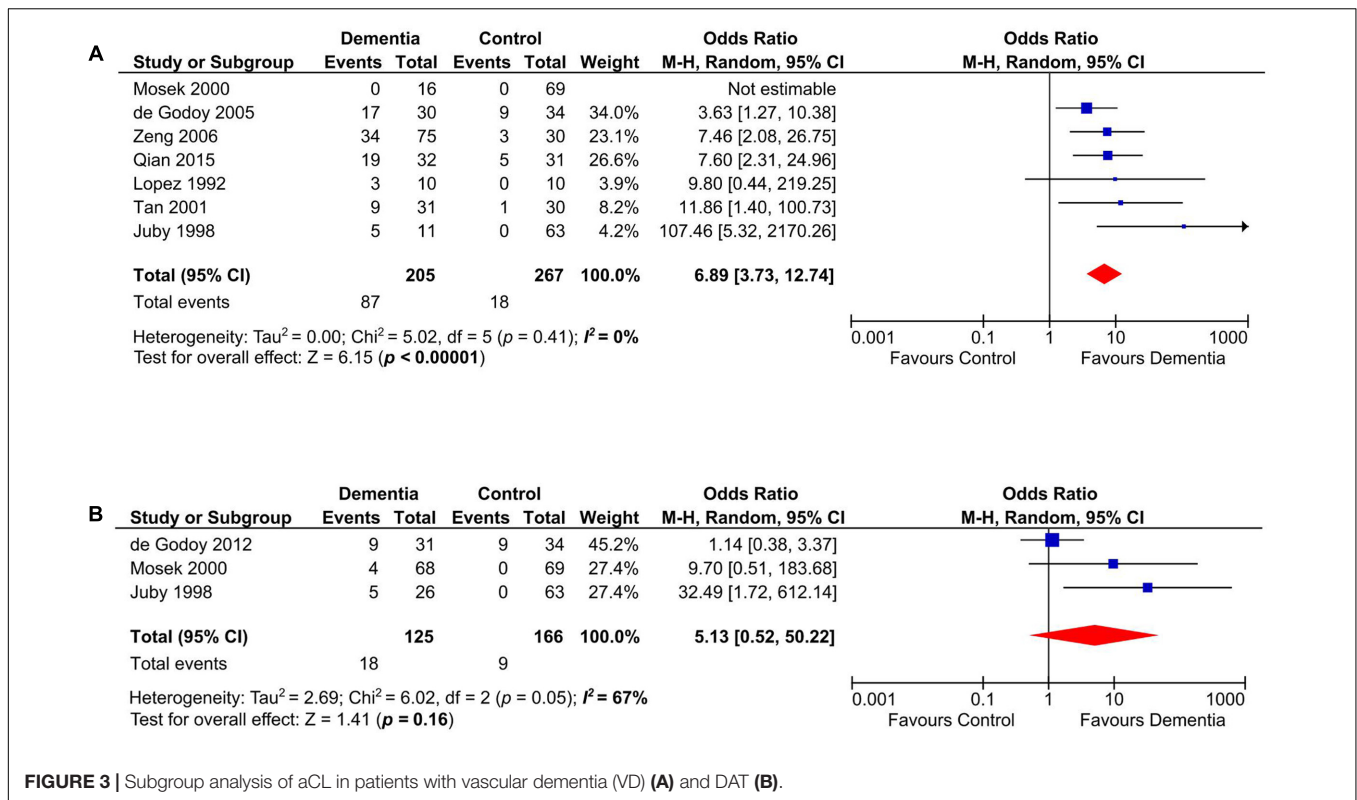 A
Dementia Control Odds Ratio Odds Ratio
Study or Subgroup Events Total Events Total Weight M-H, Random, 95% CI M-H, Random, 95% CI
Mosek 2000 0 16 0 69 Not estimable
de Godoy 2005 17 30 9 34 34.0% 3.63 [1.27, 10.38]
Zeng 2006 34 75 3 30 23.1% 7.46 [2.08, 26.75]
Qian 2015 19 32 5 31 26.6% 7.60 [2.31, 24.96]
Lopez 1992 3 10 0 10 3.9% 9.80 [0.44, 219.25]
Tan 2001 9 31 1 30 8.2% 11.86 [1.40, 100.73]
Juby 1998 5 11 0 63 4.2% 107.46 [5.32, 2170.26]
Total (95% CI) 205 267 100.0% 6.89 [3.73, 12.74]
Total events 87 18
Heterogeneity: Tau² = 0.00; Chi² = 5.02, df = 5 (p = 0.41); I² = 0%
Test for overall effect: Z = 6.15 (p < 0.00001)
0.001 0.1 1 10 1000
Favours Control Favours Dementia
B
Dementia Control Odds Ratio Odds Ratio
Study or Subgroup Events Total Events Total Weight M-H, Random, 95% CI M-H, Random, 95% CI
de Godoy 2012 9 31 9 34 45.2% 1.14 [0.38, 3.37]
Mosek 2000 4 68 0 69 27.4% 9.70 [0.51, 183.68]
Juby 1998 5 26 0 63 27.4% 32.49 [1.72, 612.14]
Total (95% CI) 125 166 100.0% 5.13 [0.52, 50.22]
Total events 18 9
Heterogeneity: Tau² = 2.69; Chi² = 6.02, df = 2 (p = 0.05); I² = 67%
Test for overall effect: Z = 1.41 (p = 0.16)
0.001 0.1 1 10 1000
Favours Control Favours Dementia
FIGURE 3 | Subgroup analysis of aCL in patients with vascular dementia (VD) (A) and DAT (B).